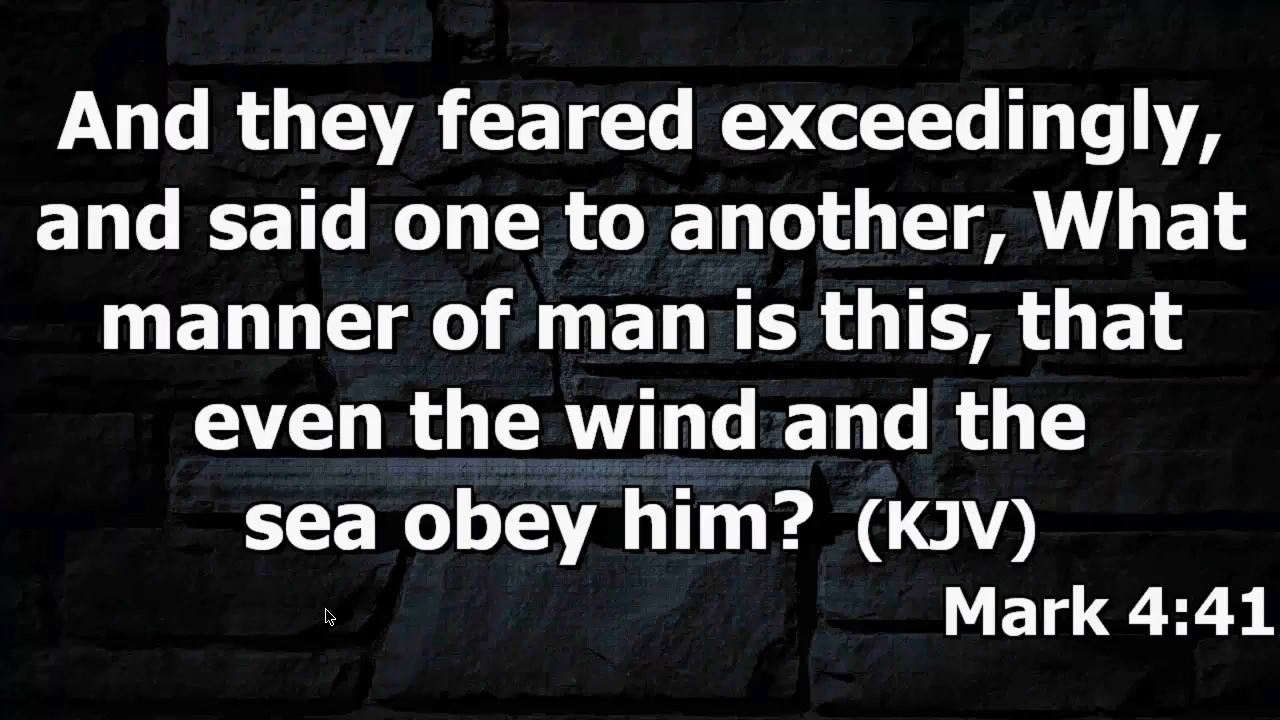 And they feared exceedingly,
and said one to another, What
manner of man is this, that
even the wind and the
sea obey him? (KJV)
Mark 4:41